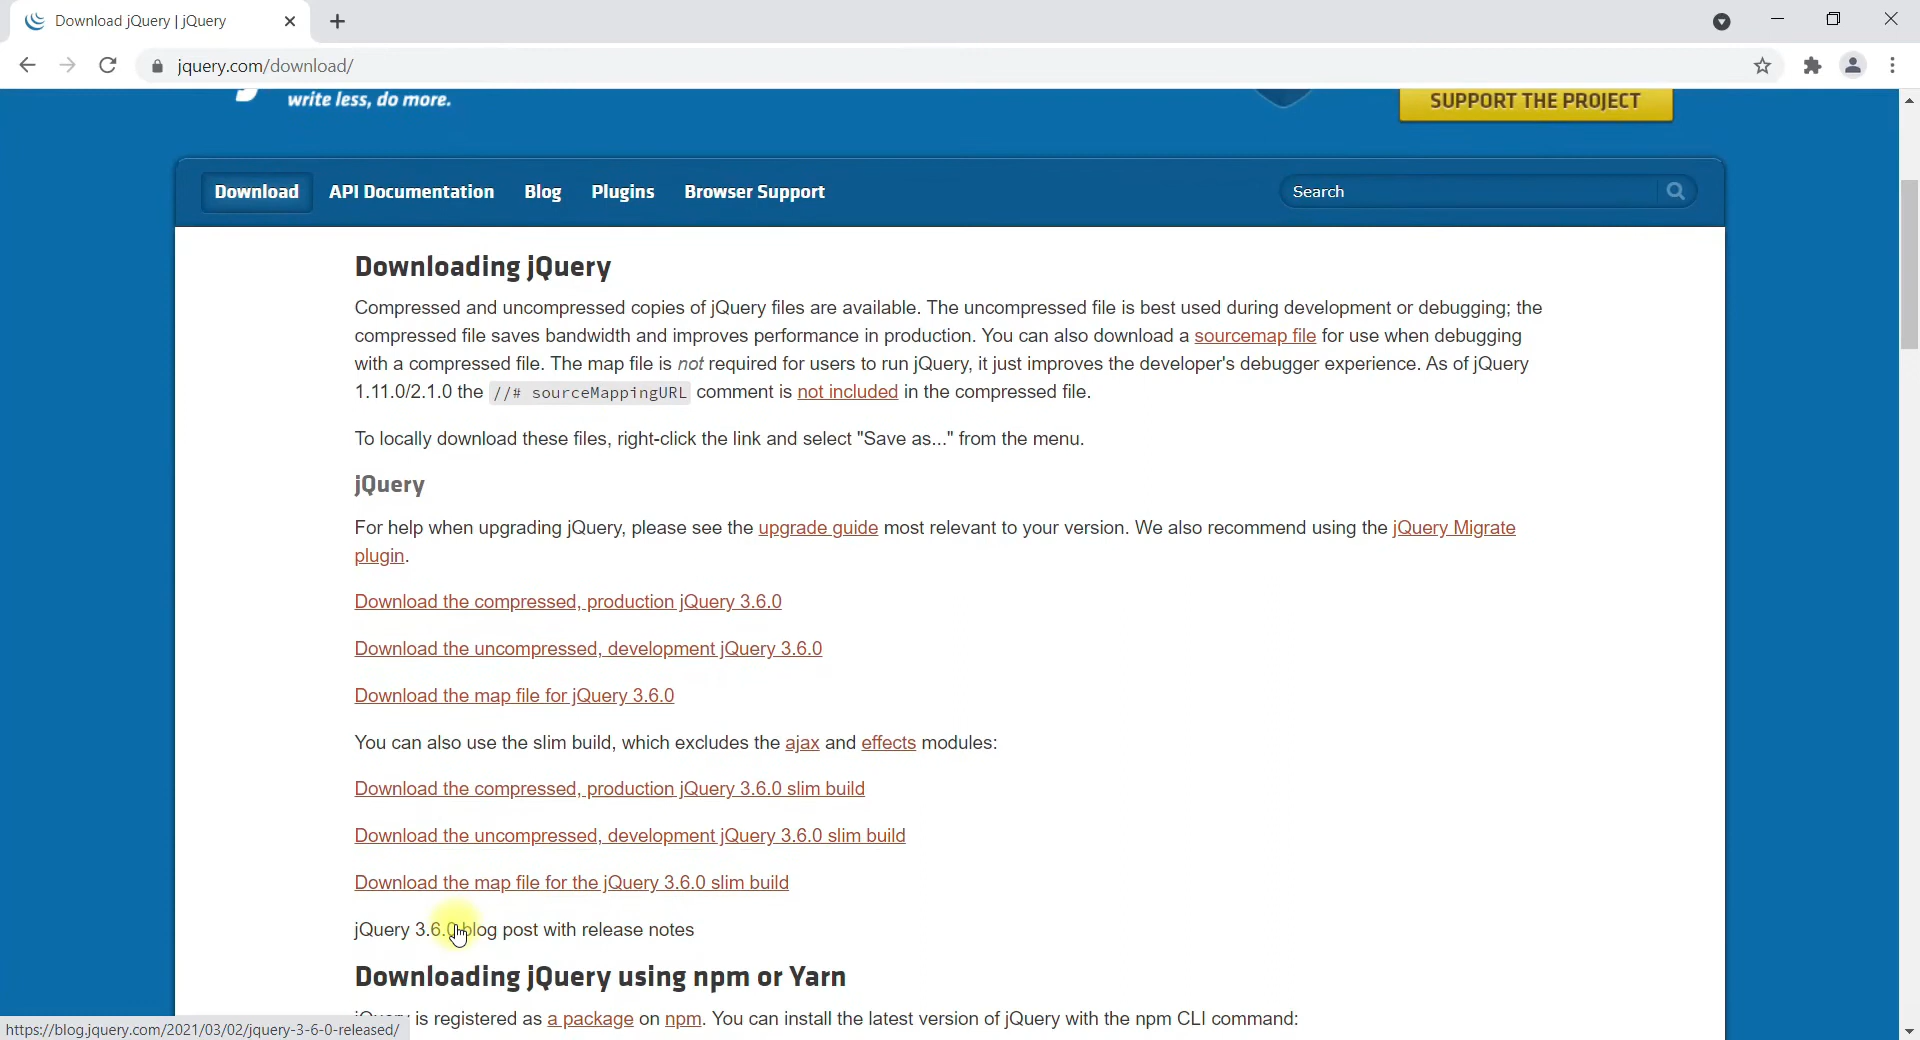 Download jQuery | jQuery
jquery.com/download/
write less, do more.
SUPPORT THE PROJECT
Download API Documentation Blog Plugins Browser Support Search
Downloading jQuery
Compressed and uncompressed copies of jQuery files are available. The uncompressed file is best used during development or debugging; the
compressed file saves bandwidth and improves performance in production. You can also download a sourcemap file for use when debugging
with a compressed file. The map file is not required for users to run jQuery, it just improves the developer's debugger experience. As of jQuery
1.11.0/2.1.0 the //# sourceMappingURL comment is not included in the compressed file.
To locally download these files, right-click the link and select "Save as..." from the menu.
jQuery
For help when upgrading jQuery, please see the upgrade guide most relevant to your version. We also recommend using the jQuery Migrate
plugin.
Download the compressed, production jQuery 3.6.0
Download the uncompressed, development jQuery 3.6.0
Download the map file for jQuery 3.6.0
You can also use the slim build, which excludes the ajax and effects modules:
Download the compressed, production jQuery 3.6.0 slim build
Download the uncompressed, development jQuery 3.6.0 slim build
Download the map file for the jQuery 3.6.0 slim build
jQuery 3.6.0 blog post with release notes
Downloading jQuery using npm or Yarn
jQuery is registered as a package on npm. You can install the latest version of jQuery with the npm CLI command:
https://blog.jquery.com/2021/03/02/jquery-3-6-0-released/